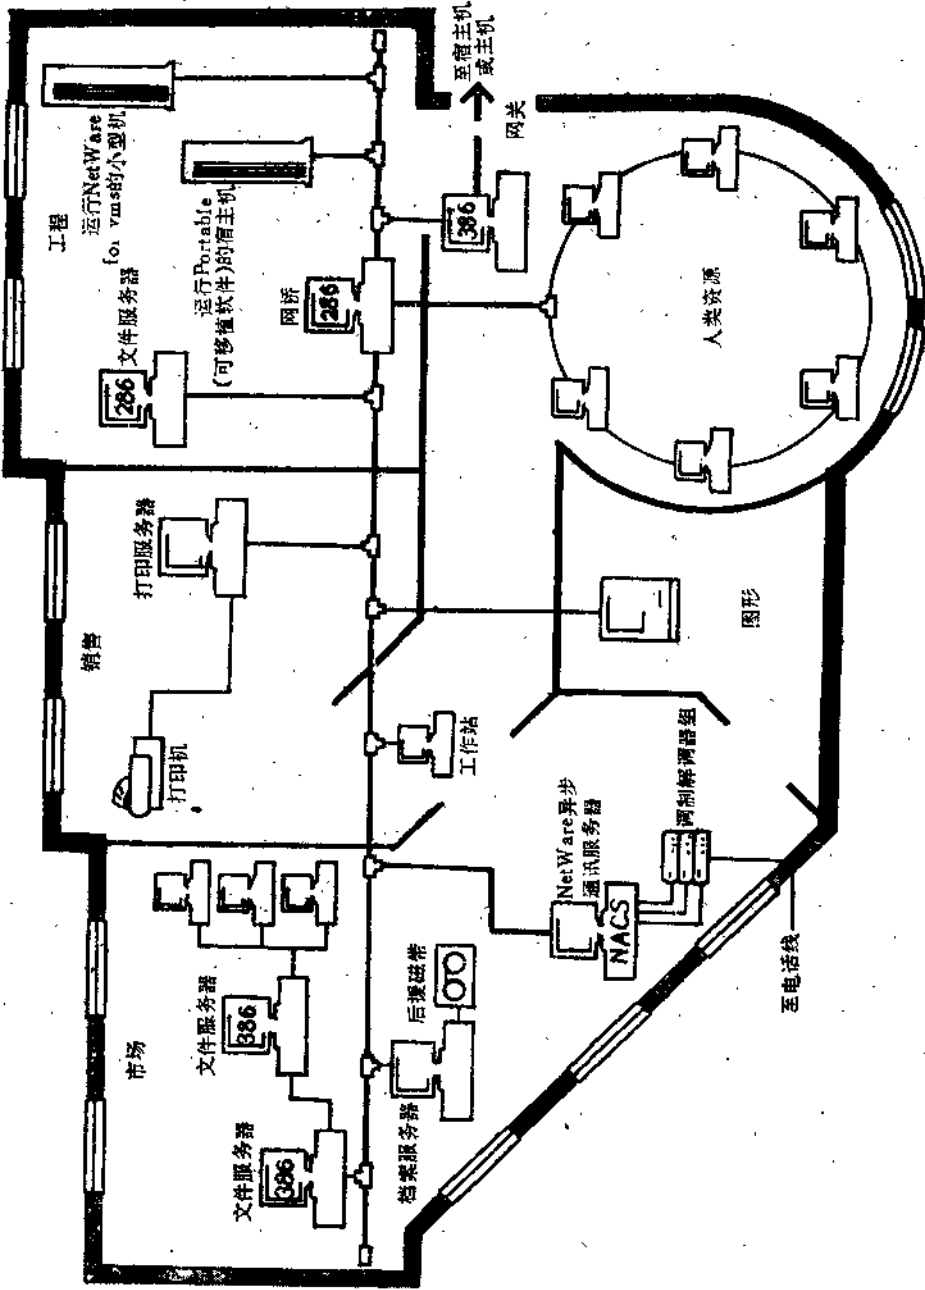 市场
文件服务器
386
文件服务器
386
档案服务器
后援磁带
销售
打印机
打印服务器
工作站
NetWare异步
通讯服务器
NACS
调制解调器组
至电话线
图形
工程
文件服务器
286
运行NetWare
for vms的小型机
运行Portable
(可移植软件)的宿主机
网桥
286
386
网关
至宿主机
或主机
人类资源